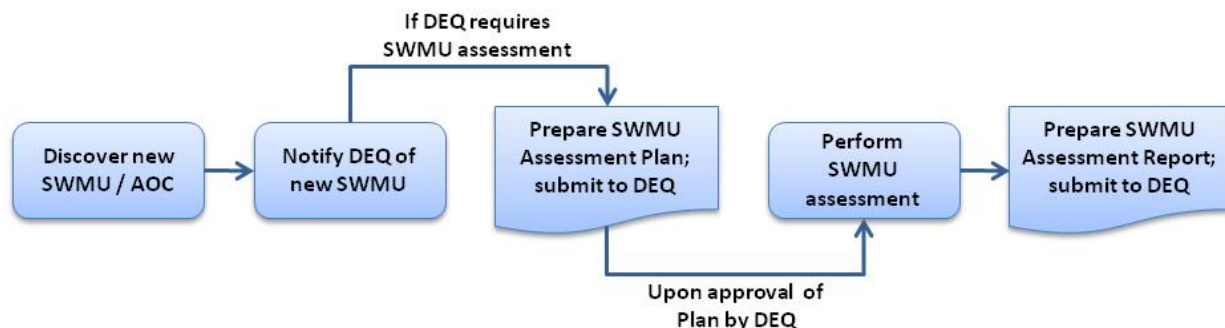 If DEQ requires
SWMU assessment
Discover new
SWMU / AOC
Notify DEQ of
new SWMU
Prepare SWMU
Assessment Plan;
submit to DEQ
Upon approval of
Plan by DEQ
Perform
SWMU
assessment
Prepare SWMU
Assessment Report;
submit to DEQ